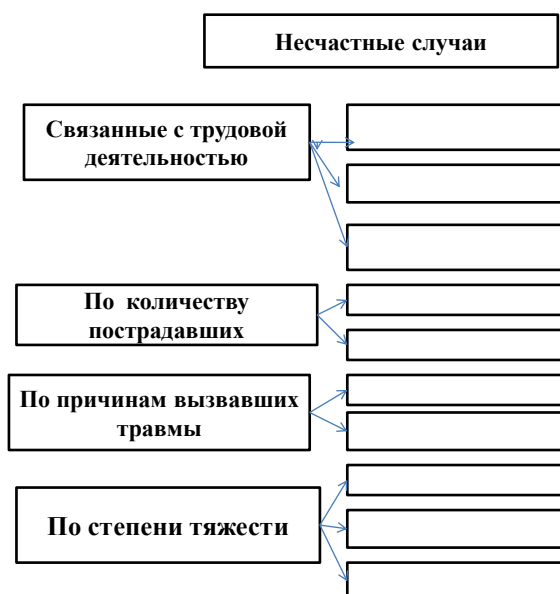 Несчастные случаи
Связанные с трудовой
деятельностью
По количеству
пострадавших
По причинам вызвавших
травмы
По степени тяжести